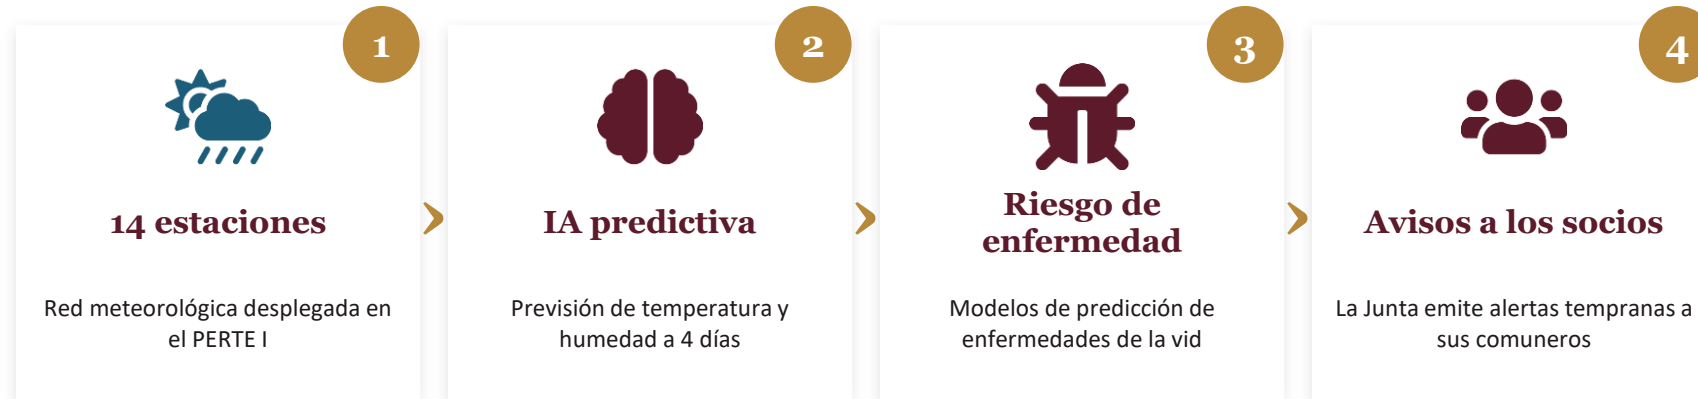 1
14 estaciones
Red meteorológica desplegada en
el PERTE I
2
IA predictiva
Previsión de temperatura y
humedad a 4 días
3
Riesgo de
enfermedad
Modelos de predicción de
enfermedades de la vid
4
Avisos a los socios
La Junta emite alertas tempranas a
sus comuneros